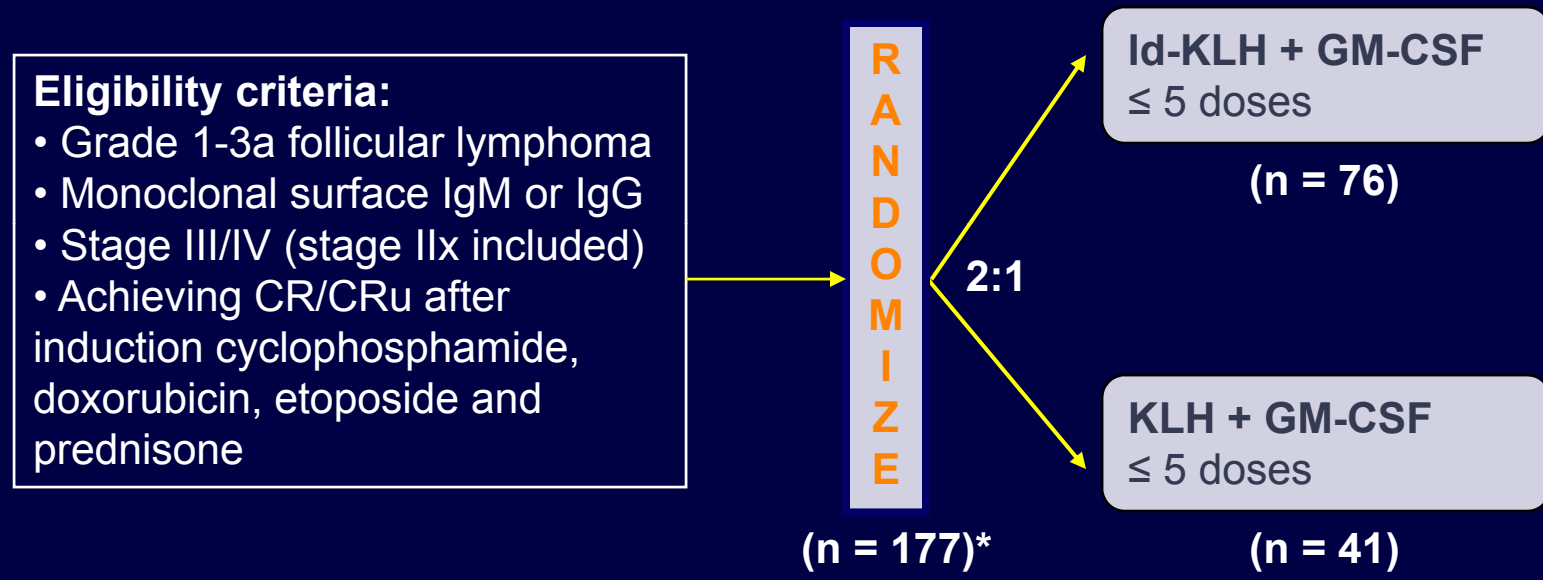 Eligibility criteria:
• Grade 1-3a follicular lymphoma
• Monoclonal surface IgM or IgG
• Stage III/IV (stage IIx included)
• Achieving CR/CRu after
induction cyclophosphamide,
doxorubicin, etoposide and
prednisone
R
A
N
D
O
M
I
Z
E
(n = 177)*
2:1
Id-KLH + GM-CSF
≤ 5 doses
(n = 76)
KLH + GM-CSF
≤ 5 doses
(n = 41)